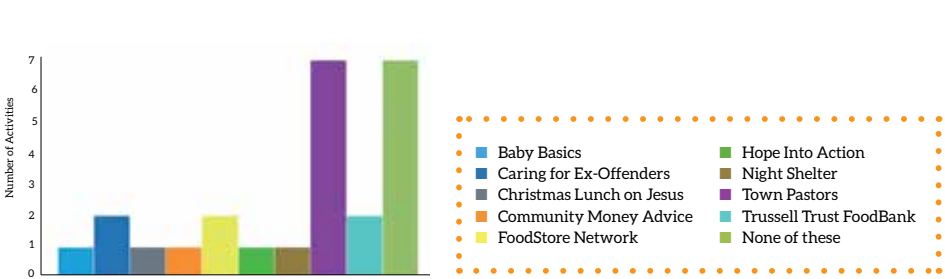 Number of Activities
7
6
5
4
3
2
1
0
Baby Basics
Caring for Ex-Offenders
Christmas Lunch on Jesus
Community Money Advice
FoodStore Network
Hope Into Action
Night Shelter
Town Pastors
Trussell Trust FoodBank
None of these